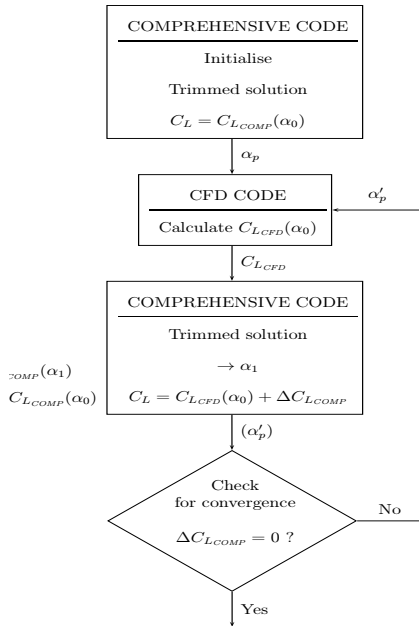 COMPREHENSIVE CODE
Initialise
Trimmed solution
C_L = C_{L_{COMP}}(α_0)
α_p
CFD CODE
Calculate C_{L_{CFD}}(α_0)
α′_p
C_{L_{CFD}}
COMPREHENSIVE CODE
Trimmed solution
→ α_1
C_L = C_{L_{CFD}}(α_0) + ΔC_{L_{COMP}}
COMP(α_1)
C_{L_{COMP}}(α_0)
(α′_p)
Check
for convergence
ΔC_{L_{COMP}} = 0 ?
No
Yes